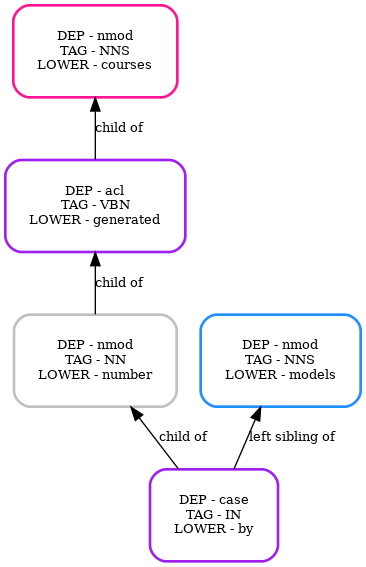 DEP - nmod
TAG - NNS
LOWER - courses
child of
DEP - acl
TAG - VBN
LOWER - generated
child of
DEP - nmod
TAG - NN
LOWER - number
DEP - nmod
TAG - NNS
LOWER - models
child of
left sibling of
DEP - case
TAG - IN
LOWER - by